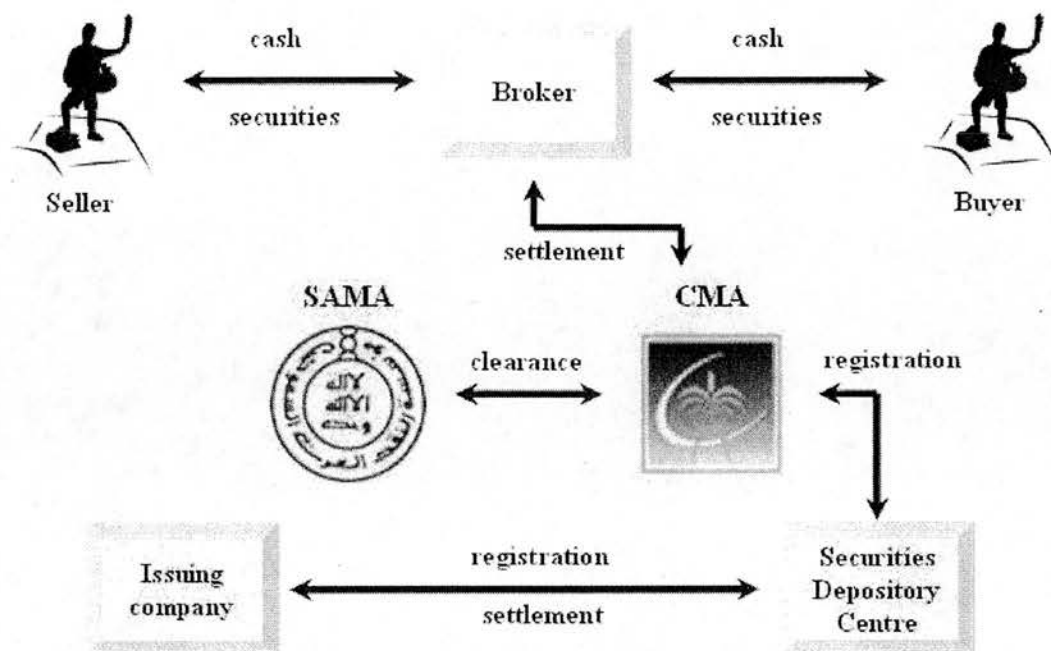 cash
cash
Broker
securities
securities
Seller
Buyer
settlement
SAMA
CMA
clearance
registration
Issuing
company
registration
settlement
Securities
Depository
Centre